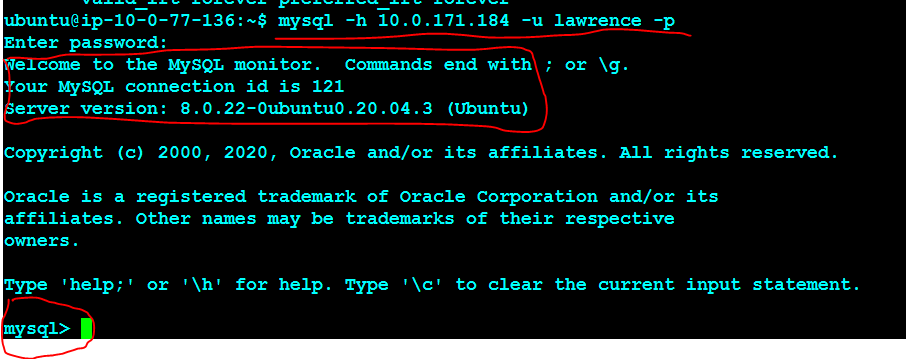 ubuntu@ip-10-0-77-136:~$ mysql -h 10.0.171.184 -u lawrence -p
Enter password:
Welcome to the MySQL monitor.  Commands end with ; or \g.
Your MySQL connection id is 121
Server version: 8.0.22-0ubuntu0.20.04.3 (Ubuntu)
Copyright (c) 2000, 2020, Oracle and/or its affiliates. All rights reserved.
Oracle is a registered trademark of Oracle Corporation and/or its
affiliates. Other names may be trademarks of their respective
owners.
Type 'help;' or '\h' for help. Type '\c' to clear the current input statement.
mysql>